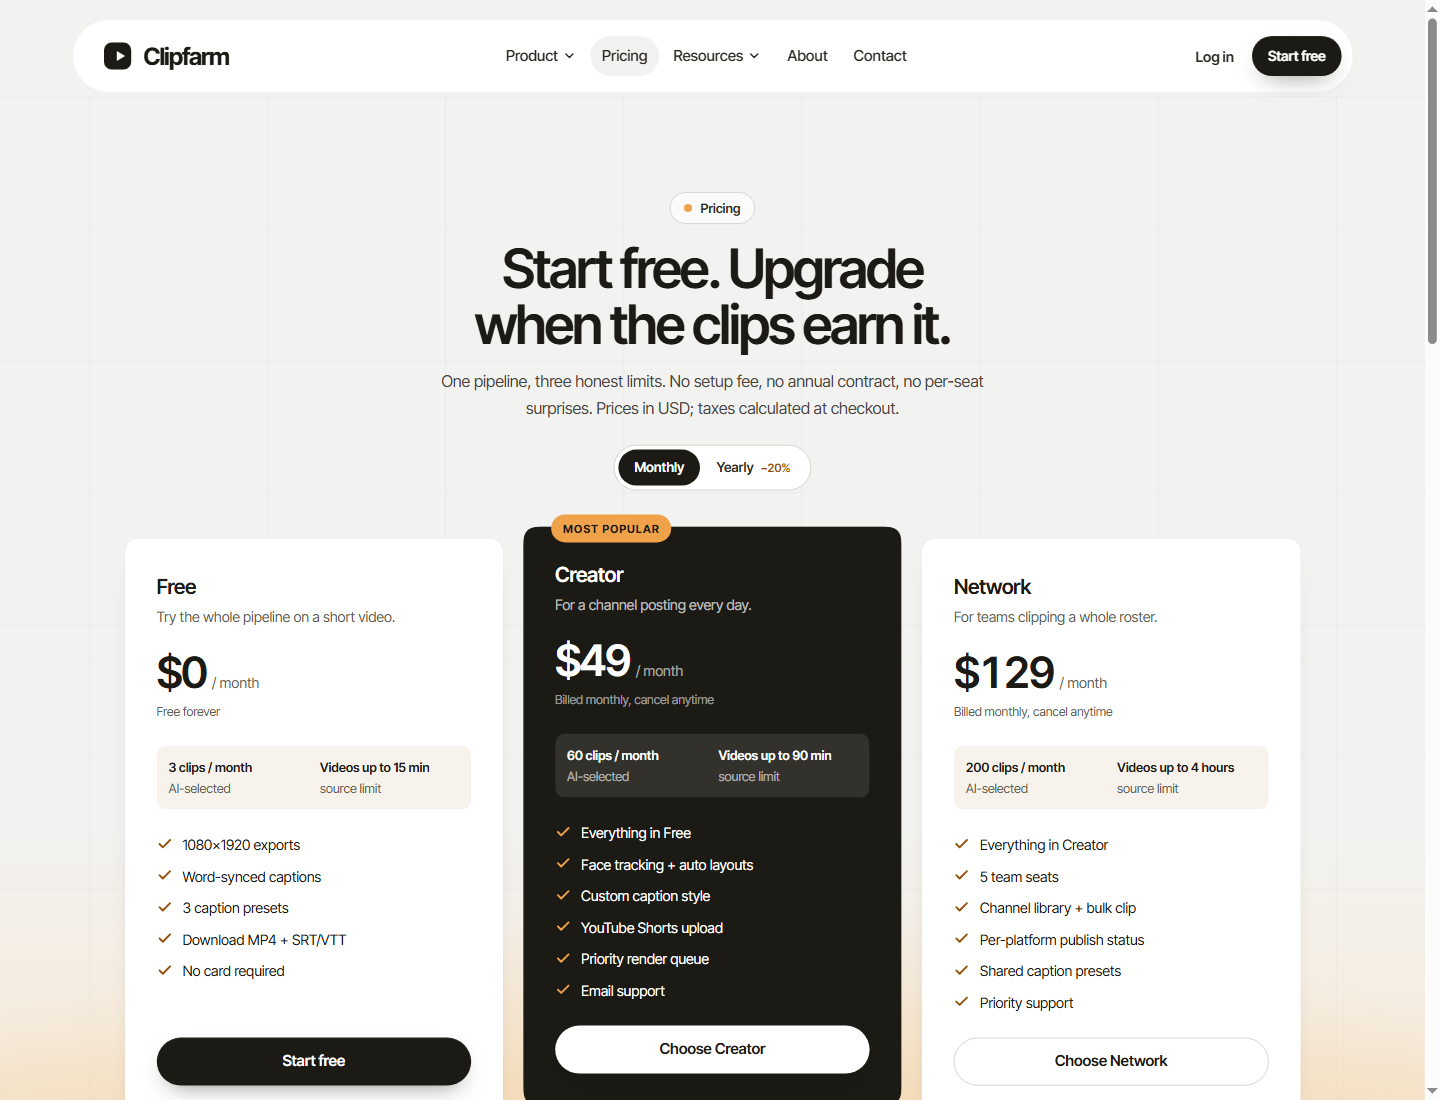 Clipfarm
Product
Pricing
Resources
About
Contact
Log in
Start free
Pricing
Start free. Upgrade
when the clips earn it.
One pipeline, three honest limits. No setup fee, no annual contract, no per-seat
surprises. Prices in USD; taxes calculated at checkout.
Monthly
Yearly −20%
Free
Try the whole pipeline on a short video.
$0 / month
Free forever
3 clips / month
AI-selected
Videos up to 15 min
source limit
1080×1920 exports
Word-synced captions
3 caption presets
Download MP4 + SRT/VTT
No card required
Start free
MOST POPULAR
Creator
For a channel posting every day.
$49 / month
Billed monthly, cancel anytime
60 clips / month
AI-selected
Videos up to 90 min
source limit
Everything in Free
Face tracking + auto layouts
Custom caption style
YouTube Shorts upload
Priority render queue
Email support
Choose Creator
Network
For teams clipping a whole roster.
$129 / month
Billed monthly, cancel anytime
200 clips / month
AI-selected
Videos up to 4 hours
source limit
Everything in Creator
5 team seats
Channel library + bulk clip
Per-platform publish status
Shared caption presets
Priority support
Choose Network